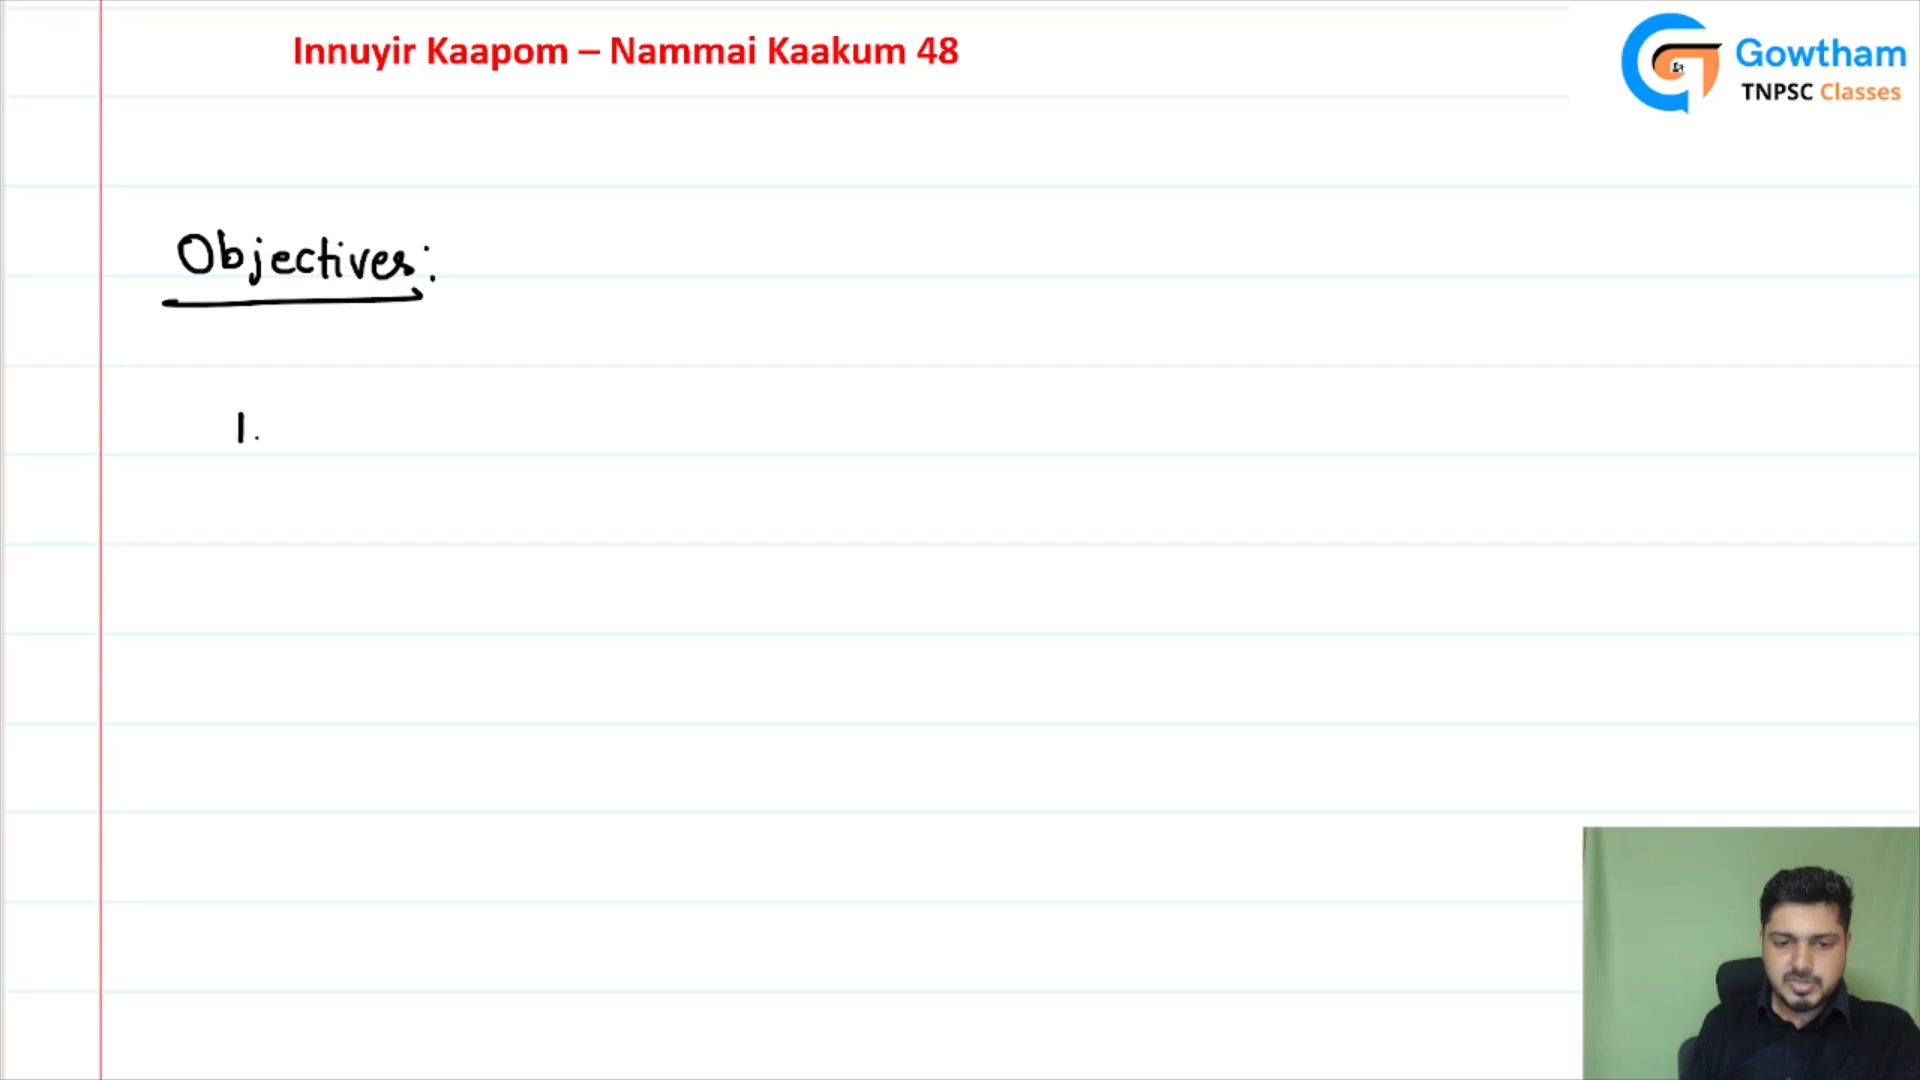 Innuyir Kaapom – Nammai Kaakum 48
Gowtham
TNPSC Classes
Objectives:
1.